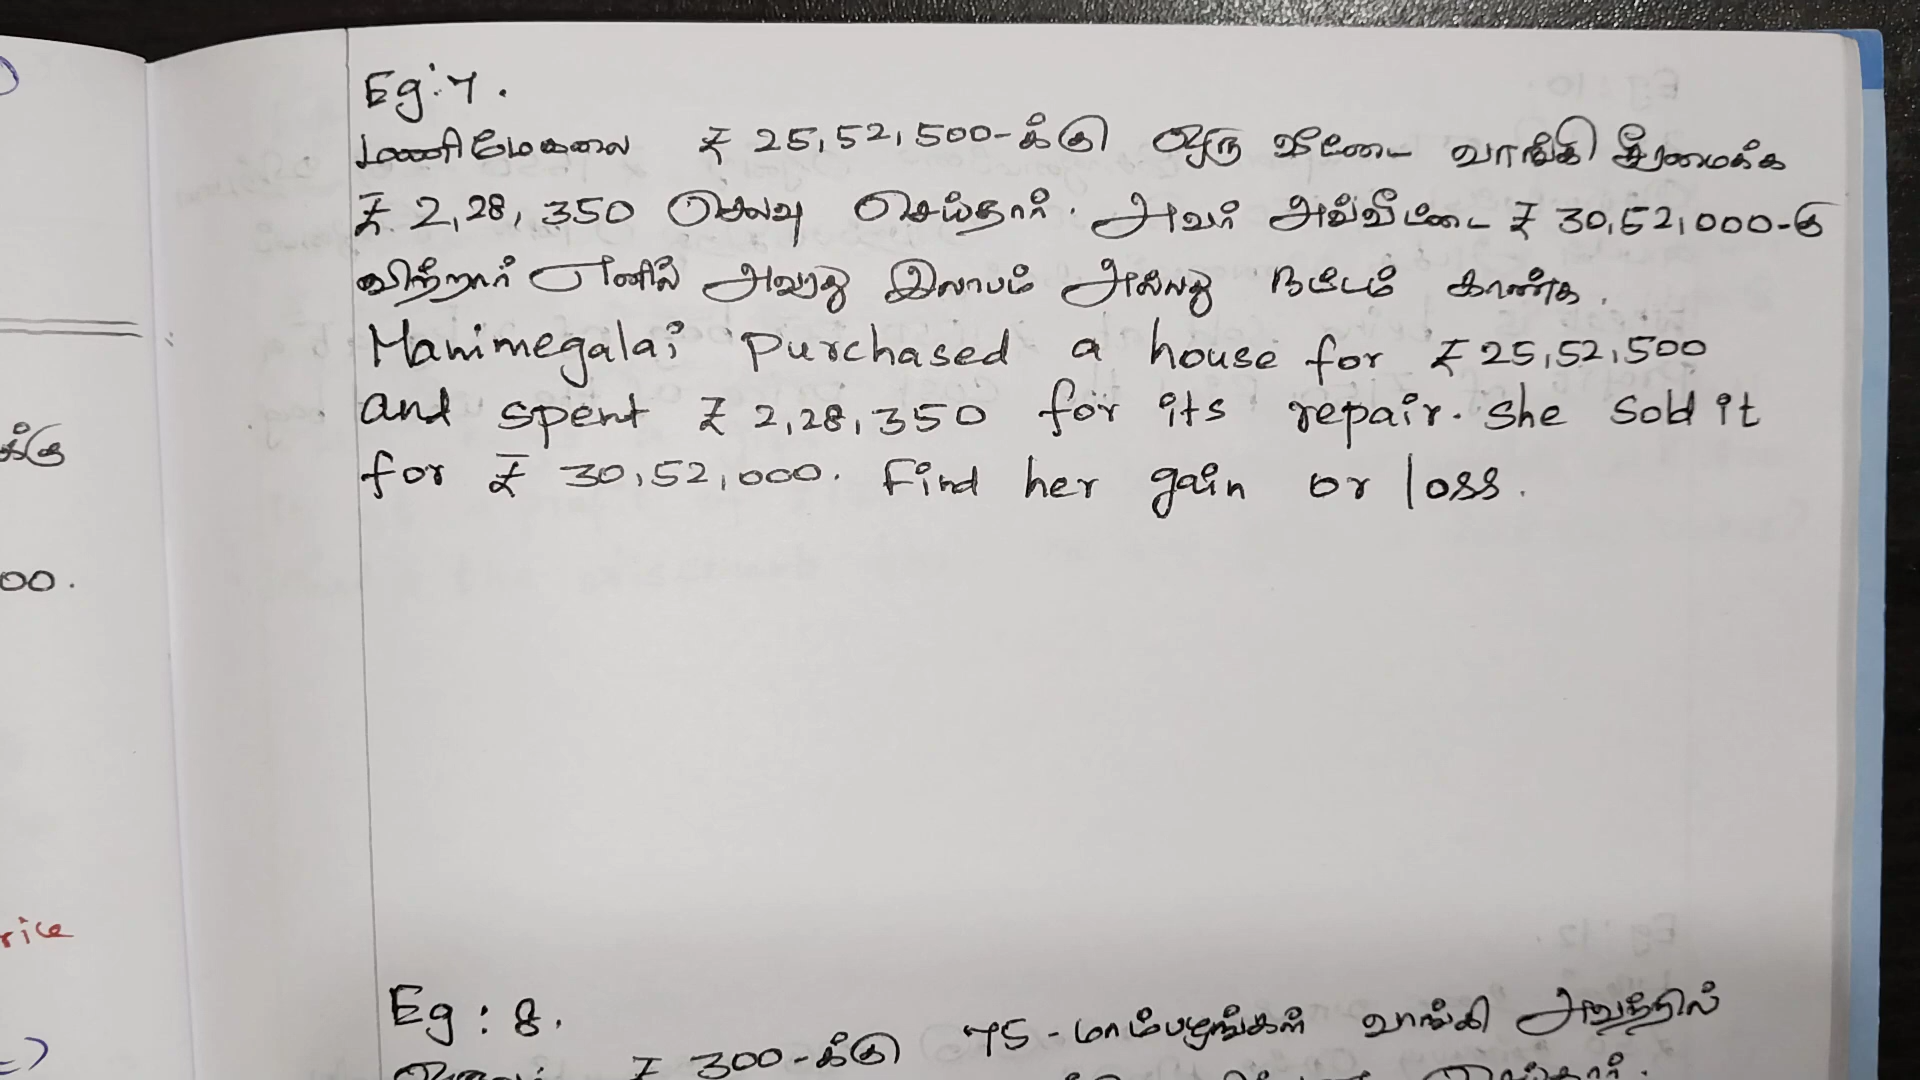 க்கு
00.
rice
Eg:7.
மணிமேகலை ₹ 25,52,500-க்கு ஒரு வீட்டை வாங்கி சீரமைக்க
₹ 2,28,350 செலவு செய்தார். அவர் அவ்வீட்டை ₹ 30,52,000-கு
விற்றார் எனில் அவரது இலாபம் அல்லது நட்டம் காண்க.
Manimegalai purchased a house for ₹ 25,52,500
and spent ₹ 2,28,350 for its repair. She sold it
for ₹ 30,52,000. Find her gain or loss.
Eg: 8.
₹ 300-க்கு 75-மாம்பழங்கள் வாங்கி அவற்றில்